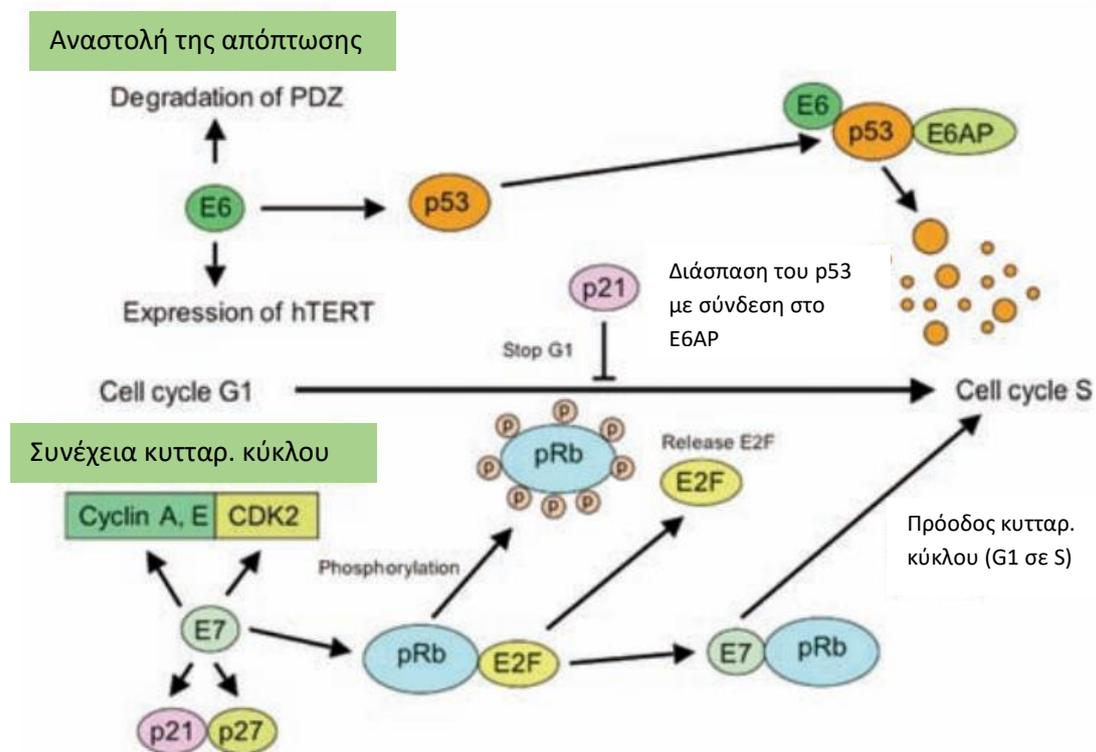 Αναστολή της απόπτωσης
Degradation of PDZ
E6
p53
E6
p53
E6AP
Expression of hTERT
p21
Stop G1
Διάσπαση του p53
με σύνδεση στο
E6AP
Cell cycle G1
Cell cycle S
Συνέχεια κυτταρ. κύκλου
P
P
P
P
P
P
P
P
pRb
Release E2F
E2F
Cyclin A, E
CDK2
Πρόοδος κυτταρ.
κύκλου (G1 σε S)
Phosphorylation
E7
pRb
E2F
E7
pRb
p21
p27